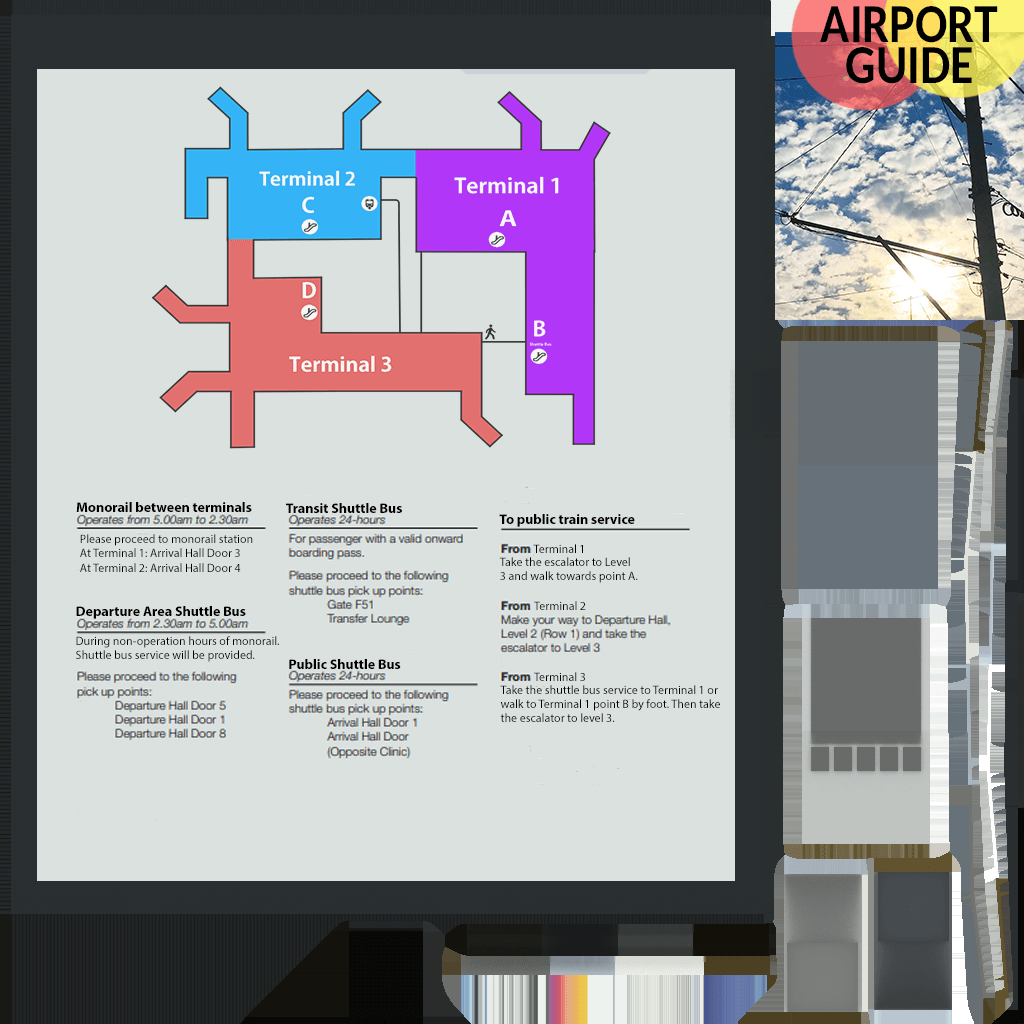 AIRPORT
GUIDE
Terminal 2
C
Terminal 1
A
D
B
Shuttle Bus
Terminal 3
Monorail between terminals
Operates from 5.00am to 2.30am
Please proceed to monorail station
At Terminal 1: Arrival Hall Door 3
At Terminal 2: Arrival Hall Door 4
Departure Area Shuttle Bus
Operates from 2.30am to 5.00am
During non-operation hours of monorail.
Shuttle bus service will be provided.
Please proceed to the following
pick up points:
Departure Hall Door 5
Departure Hall Door 1
Departure Hall Door 8
Transit Shuttle Bus
Operates 24-hours
For passenger with a valid onward
boarding pass.
Please proceed to the following
shuttle bus pick up points:
Gate F51
Transfer Lounge
Public Shuttle Bus
Operates 24-hours
Please proceed to the following
shuttle bus pick up points:
Arrival Hall Door 1
Arrival Hall Door
(Opposite Clinic)
To public train service
From Terminal 1
Take the escalator to Level
3 and walk towards point A.
From Terminal 2
Make your way to Departure Hall,
Level 2 (Row 1) and take the
escalator to Level 3
From Terminal 3
Take the shuttle bus service to Terminal 1 or
walk to Terminal 1 point B by foot. Then take
the escalator to level 3.